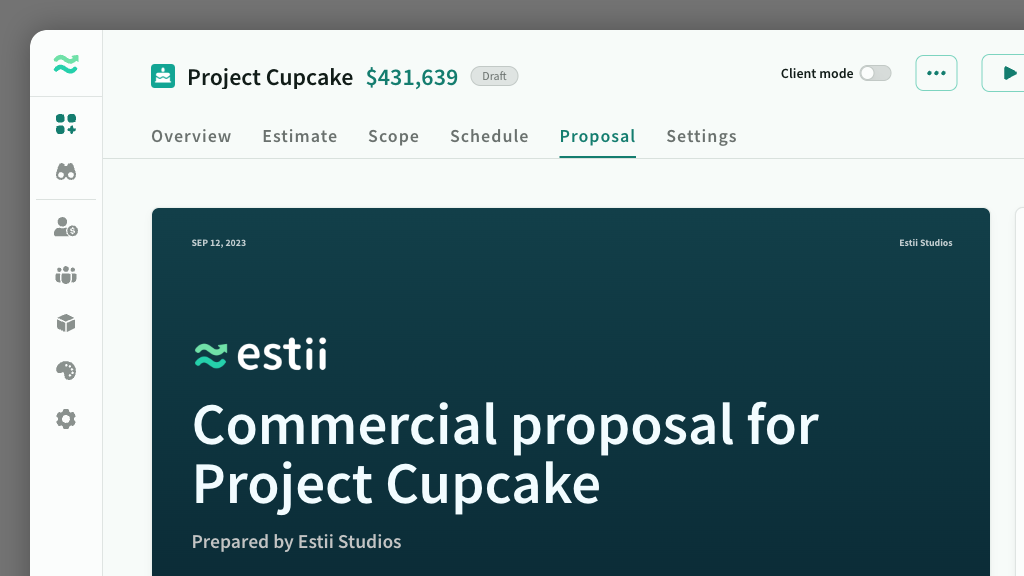 Project Cupcake $431,639 Draft
Client mode
Overview Estimate Scope Schedule Proposal Settings
SEP 12, 2023
Estii Studios
estii
Commercial proposal for
Project Cupcake
Prepared by Estii Studios